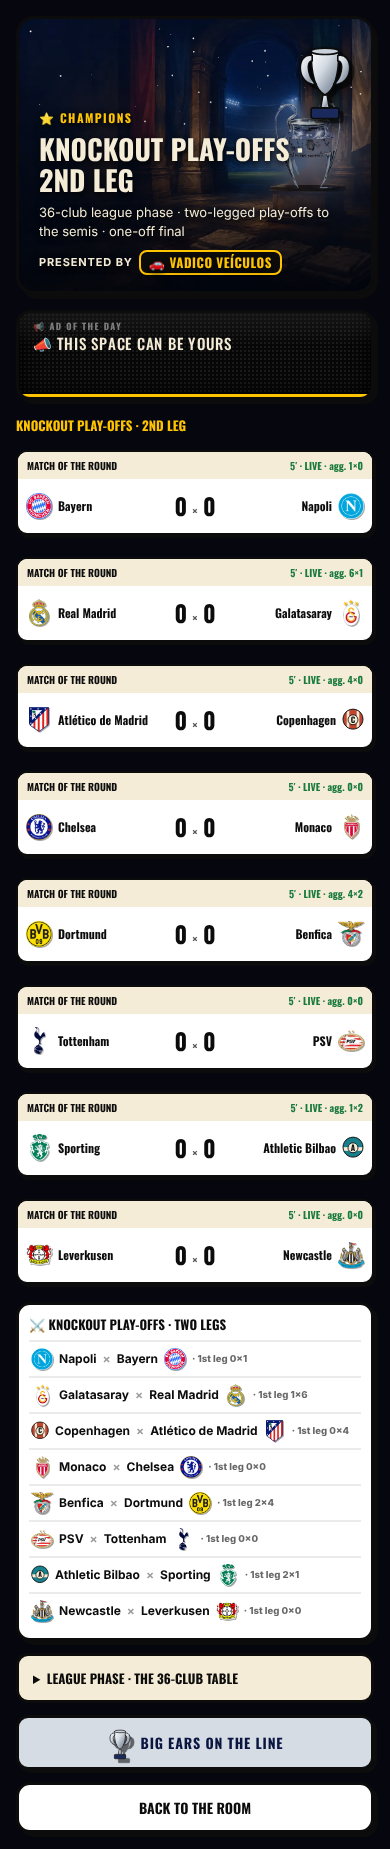 ⭐ CHAMPIONS
KNOCKOUT PLAY-OFFS ·
2ND LEG
36-club league phase · two-legged play-offs to
the semis · one-off final
PRESENTED BY 🚗 VADICO VEÍCULOS
📢 AD OF THE DAY
📣 THIS SPACE CAN BE YOURS
KNOCKOUT PLAY-OFFS · 2ND LEG
MATCH OF THE ROUND 5' · LIVE · agg. 1×0
Bayern 0 × 0 Napoli
MATCH OF THE ROUND 5' · LIVE · agg. 6×1
Real Madrid 0 × 0 Galatasaray
MATCH OF THE ROUND 5' · LIVE · agg. 4×0
Atlético de Madrid 0 × 0 Copenhagen
MATCH OF THE ROUND 5' · LIVE · agg. 0×0
Chelsea 0 × 0 Monaco
MATCH OF THE ROUND 5' · LIVE · agg. 4×2
Dortmund 0 × 0 Benfica
MATCH OF THE ROUND 5' · LIVE · agg. 0×0
Tottenham 0 × 0 PSV
MATCH OF THE ROUND 5' · LIVE · agg. 1×2
Sporting 0 × 0 Athletic Bilbao
MATCH OF THE ROUND 5' · LIVE · agg. 0×0
Leverkusen 0 × 0 Newcastle
⚔️ KNOCKOUT PLAY-OFFS · TWO LEGS
Napoli × Bayern · 1st leg 0×1
Galatasaray × Real Madrid · 1st leg 1×6
Copenhagen × Atlético de Madrid · 1st leg 0×4
Monaco × Chelsea · 1st leg 0×0
Benfica × Dortmund · 1st leg 2×4
PSV × Tottenham · 1st leg 0×0
Athletic Bilbao × Sporting · 1st leg 2×1
Newcastle × Leverkusen · 1st leg 0×0
▶ LEAGUE PHASE · THE 36-CLUB TABLE
BIG EARS ON THE LINE
BACK TO THE ROOM